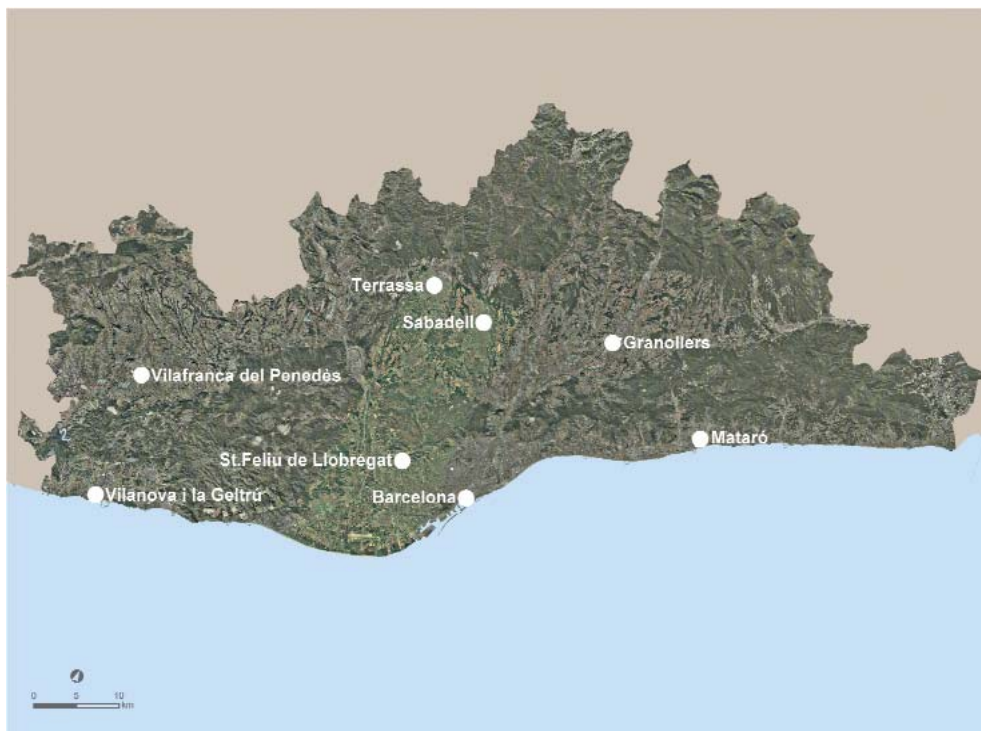 Terrassa
Sabadell
Granollers
Vilafranca del Penedès
Mataró
St.Feliu de Llobregat
Vilanova i la Geltrú
Barcelona
0 5 10
km